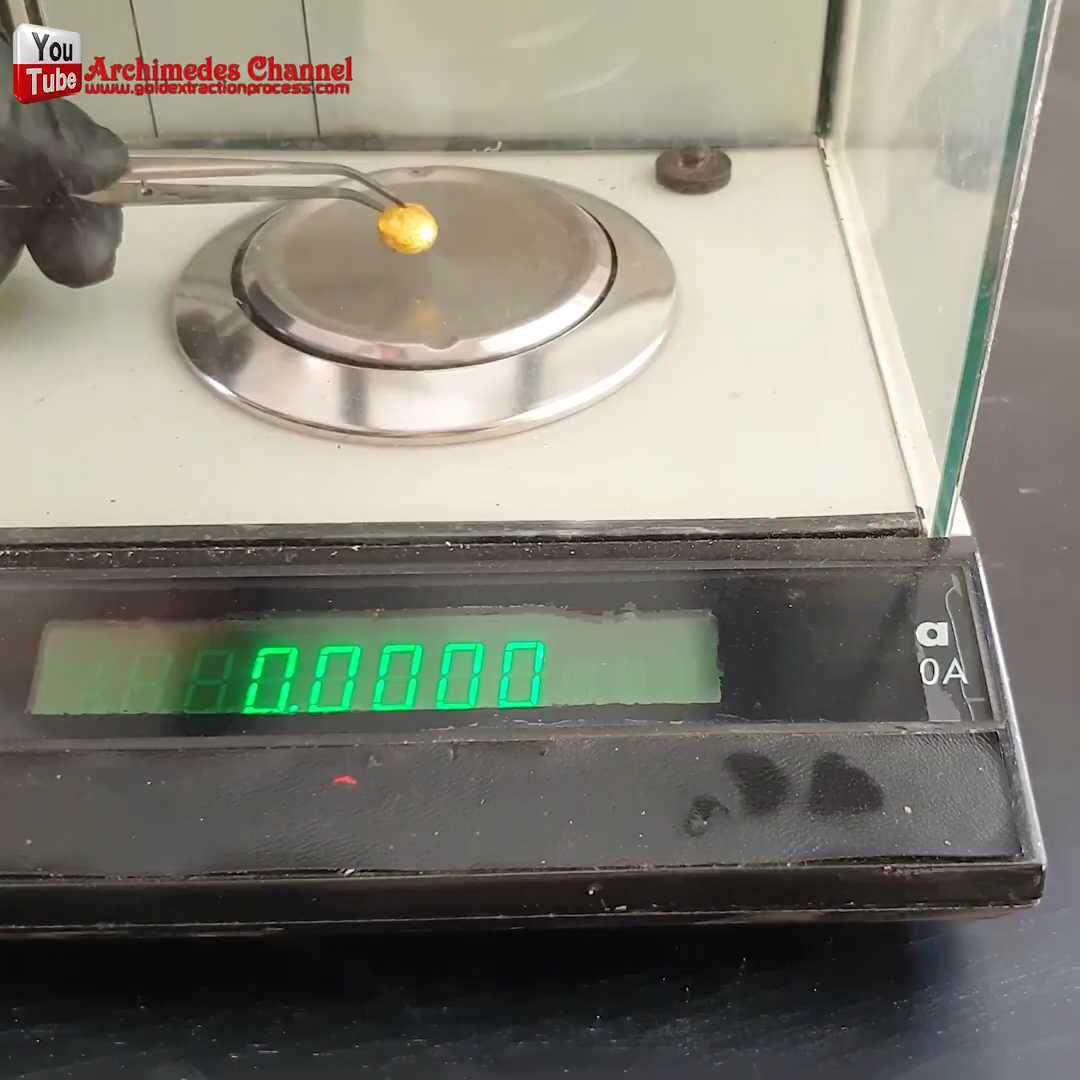 You
Tube
Archimedes Channel
www.goldextractionprocess.com
0.0000
a
0A